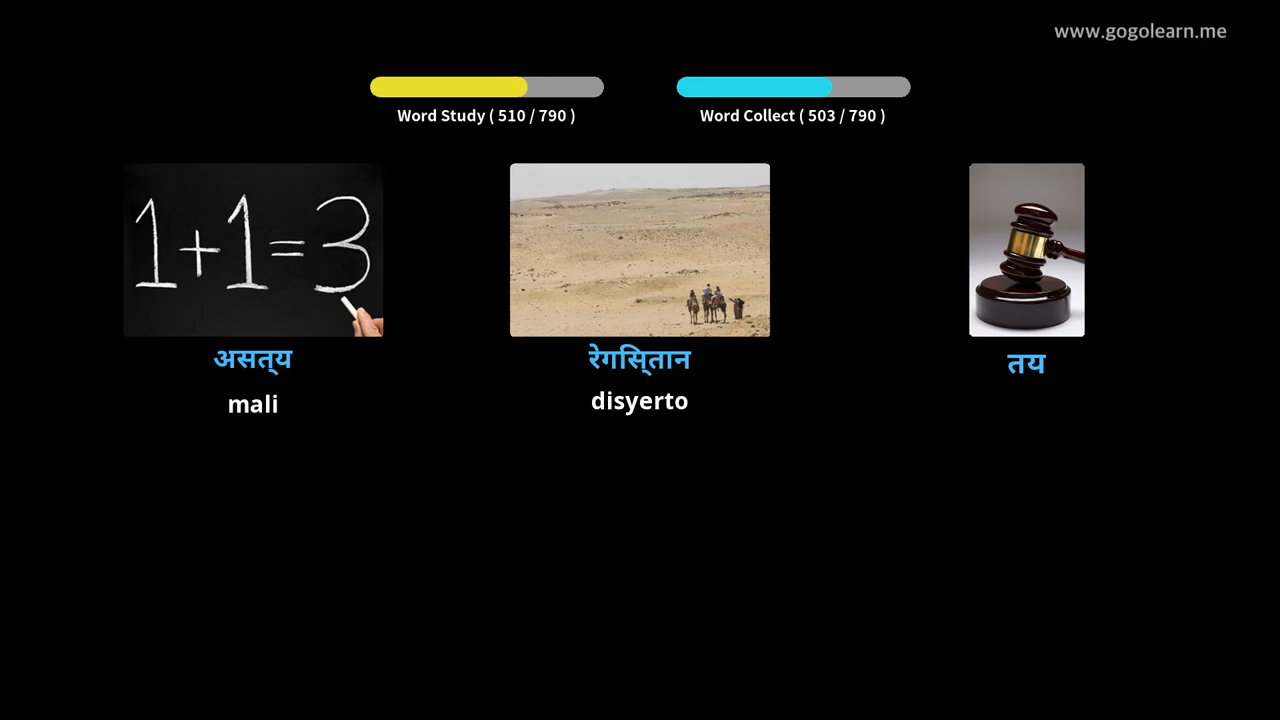 www.gogolearn.me
Word Study ( 510 / 790 )
Word Collect ( 503 / 790 )
1+1=3
असत्य
रेगिस्तान
तय
mali
disyerto